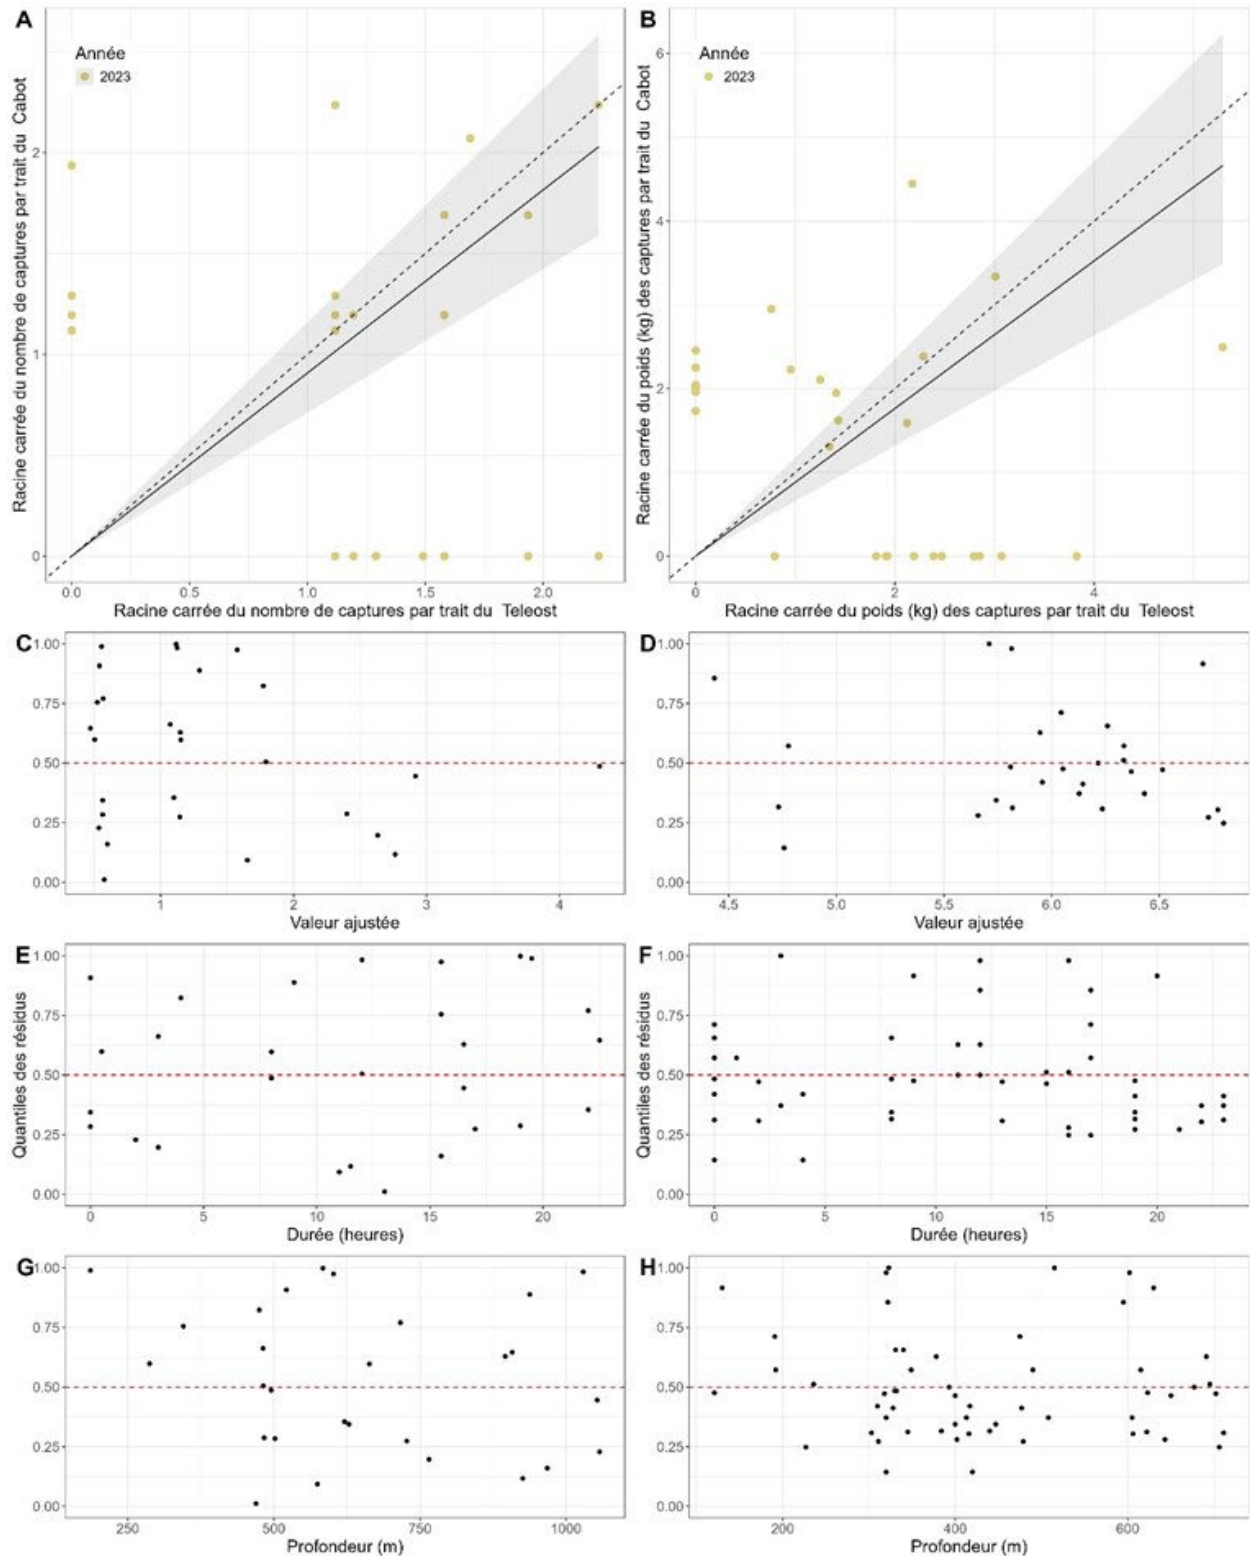 A
Année
2023
Racine carrée du nombre de captures par trait du Cabot
2
1
0
0.0 0.5 1.0 1.5 2.0
Racine carrée du nombre de captures par trait du Teleost
B
Année
2023
Racine carrée du poids (kg) des captures par trait du Cabot
6
4
2
0
0 2 4
Racine carrée du poids (kg) des captures par trait du Teleost
C
1.00
0.75
0.50
0.25
0.00
1 2 3 4
Valeur ajustée
D
1.00
0.75
0.50
0.25
0.00
4.5 5.0 5.5 6.0 6.5
Valeur ajustée
E
Quantiles des résidus
1.00
0.75
0.50
0.25
0.00
0 5 10 15 20
Durée (heures)
F
Quantiles des résidus
1.00
0.75
0.50
0.25
0.00
0 5 10 15 20
Durée (heures)
G
1.00
0.75
0.50
0.25
0.00
250 500 750 1000
Profondeur (m)
H
1.00
0.75
0.50
0.25
0.00
200 400 600
Profondeur (m)